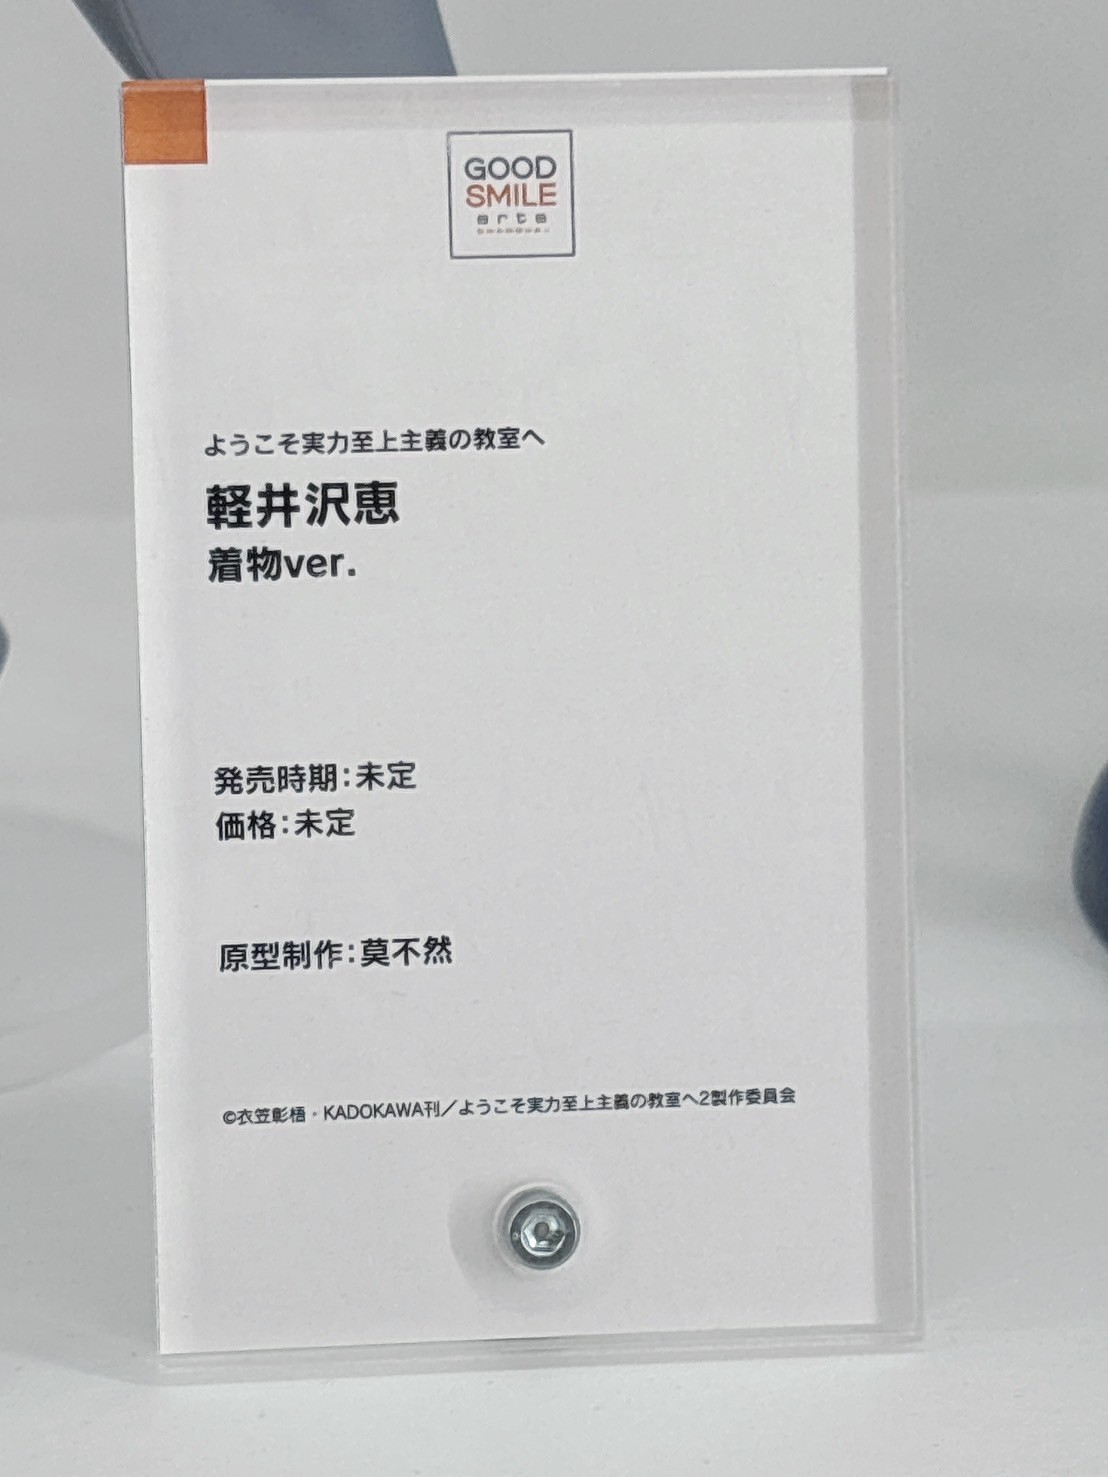 GOOD
SMILE
arts
ようこそ実力至上主義の教室へ
軽井沢恵
着物ver.
発売時期：未定
価格：未定
原型制作：莫不然
©衣笠彰梧・KADOKAWA刊／ようこそ実力至上主義の教室へ2製作委員会